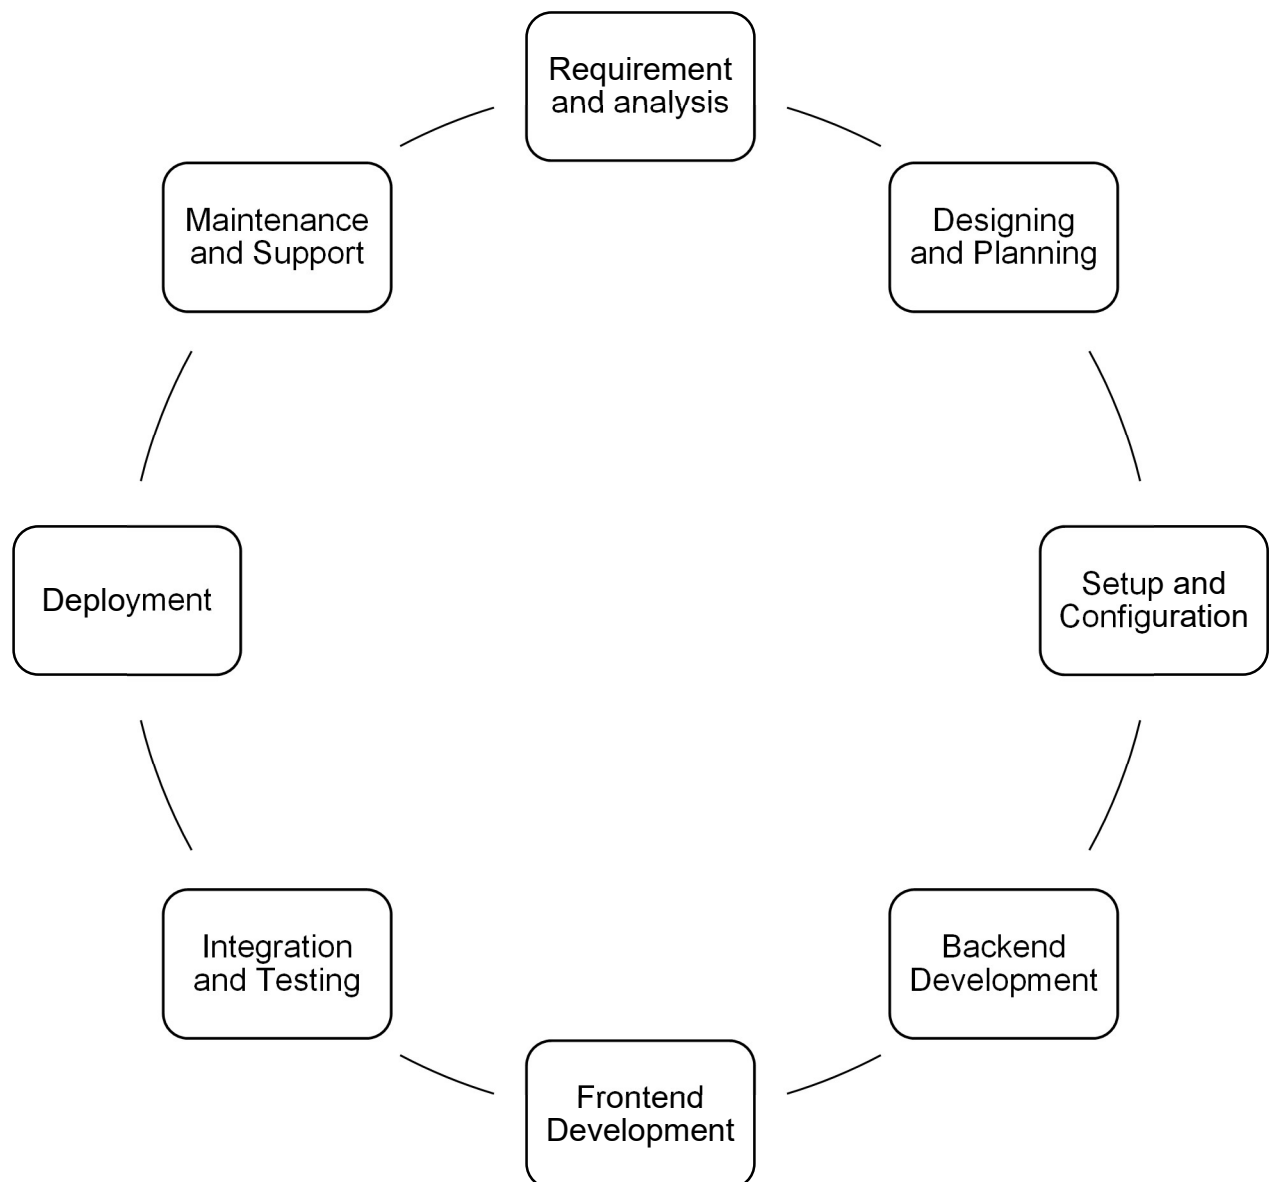 Requirement
and analysis
Designing
and Planning
Setup and
Configuration
Backend
Development
Frontend
Development
Integration
and Testing
Deployment
Maintenance
and Support